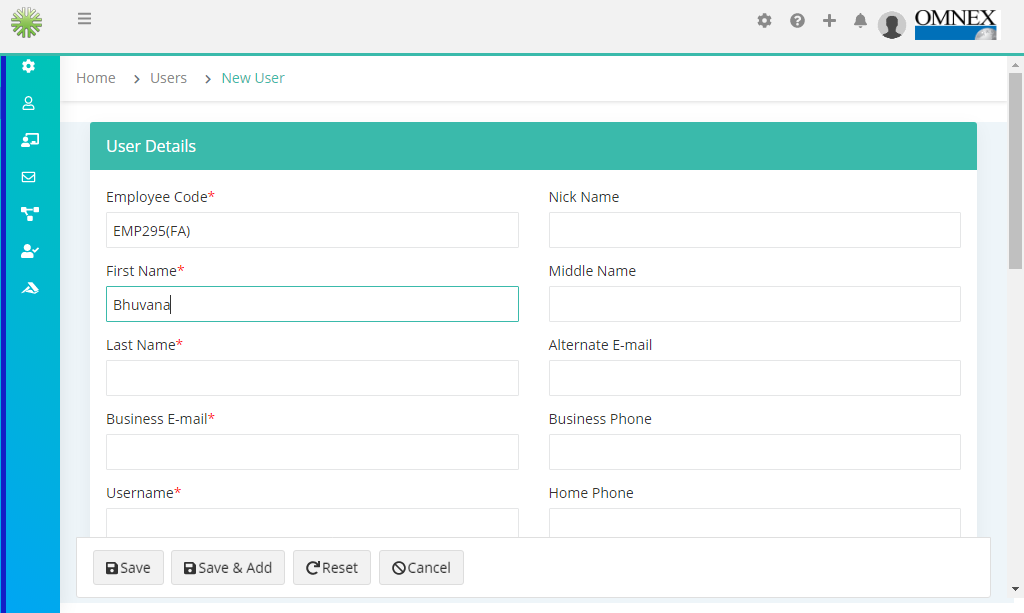 OMNEX
Home > Users > New User
User Details
Employee Code*
Nick Name
EMP295(FA)
First Name*
Middle Name
Bhuvana
Last Name*
Alternate E-mail
Business E-mail*
Business Phone
Username*
Home Phone
Save
Save & Add
Reset
Cancel